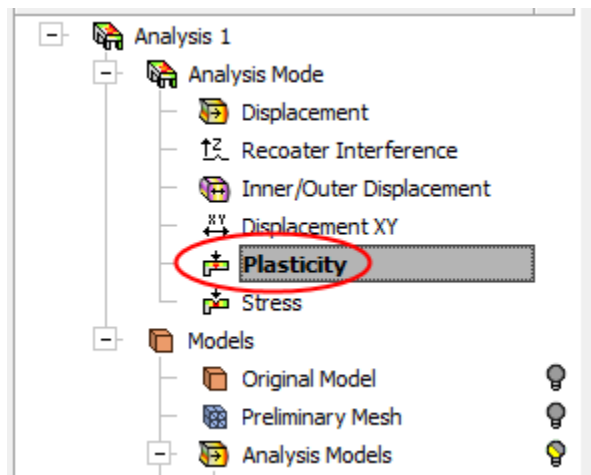 Analysis 1
Analysis Mode
Displacement
Recoater Interference
Inner/Outer Displacement
Displacement XY
Plasticity
Stress
Models
Original Model
Preliminary Mesh
Analysis Models